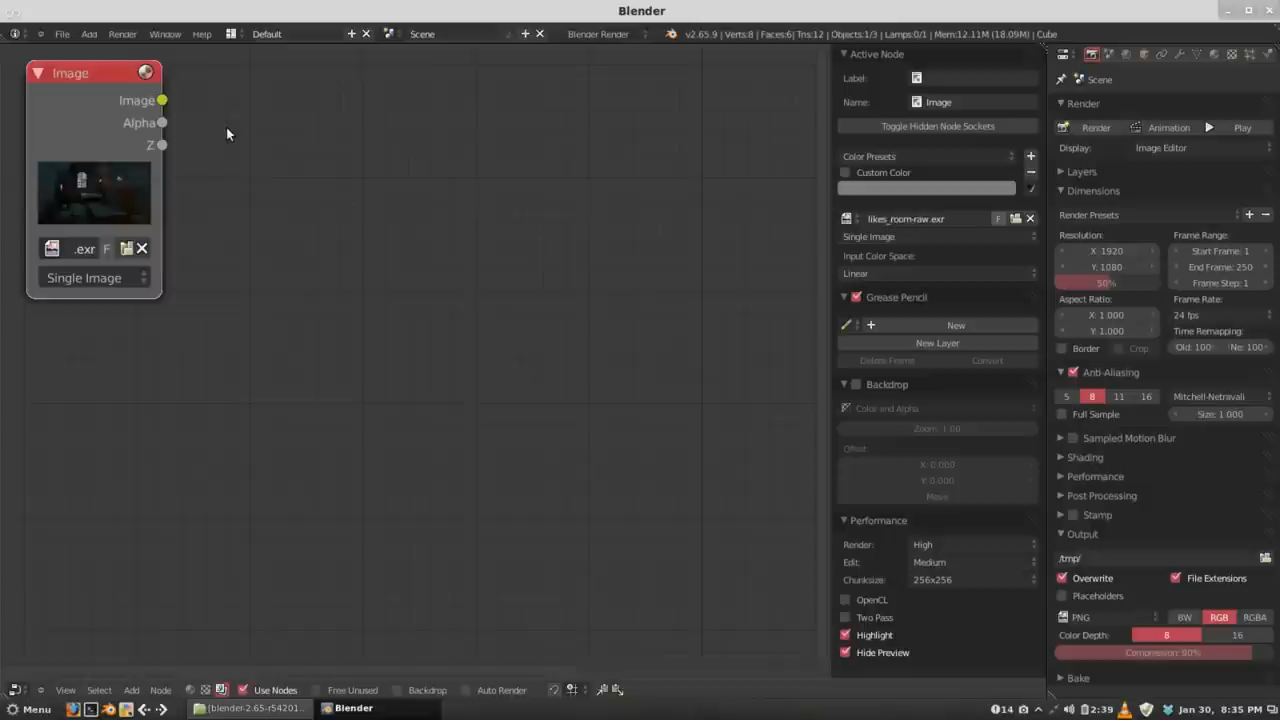 Blender
File Add Render Window Help Default Scene Blender Render v2.65.9 | Verts:8 | Faces:6 | Tris:12 | Objects:1/3 | Lamps:0/1 | Mem:12.11M (18.09M) | Cube
Image
Image
Alpha
Z
.exr F
Single Image
Active Node
Label:
Name: Image
Toggle Hidden Node Sockets
Color Presets
Custom Color
likes_room-raw.exr F
Single Image
Input Color Space:
Linear
Grease Pencil
New
New Layer
Delete Frame Convert
Backdrop
Color and Alpha
Zoom: 1.00
Offset:
X: 0.000
Y: 0.000
Move
Performance
Render: High
Edit: Medium
Chunksize: 256x256
OpenCL
Two Pass
Highlight
Hide Preview
Scene
Render
Render Animation Play
Display: Image Editor
Layers
Dimensions
Render Presets
Resolution: Frame Range:
X: 1920 Start Frame: 1
Y: 1080 End Frame: 250
50% Frame Step: 1
Aspect Ratio: Frame Rate:
X: 1.000 24 fps
Y: 1.000 Time Remapping:
Border Crop Old: 100 Ne: 100
Anti-Aliasing
5 8 11 16 Mitchell-Netravali
Full Sample Size: 1.000
Sampled Motion Blur
Shading
Performance
Post Processing
Stamp
Output
/tmp/
Overwrite File Extensions
Placeholders
PNG BW RGB RGBA
Color Depth: 8 16
Compression: 90%
Bake
View Select Add Node Use Nodes Free Unused Backdrop Auto Render
Menu [blender-2.65-r54201... Blender 14 2:39 Jan 30, 8:35 PM